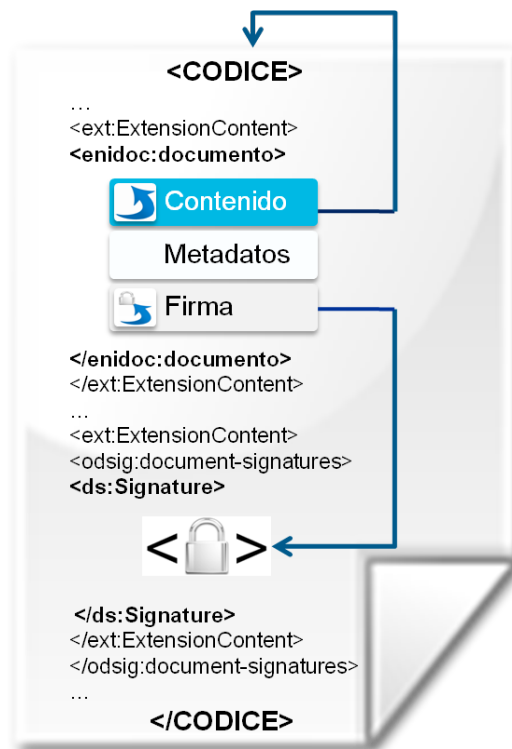 <CODICE>
...
<ext:ExtensionContent>
<enidoc:documento>
Contenido
Metadatos
Firma
</enidoc:documento>
</ext:ExtensionContent>
...
<ext:ExtensionContent>
<odsig:document-signatures>
<ds:Signature>
< >
</ds:Signature>
</ext:ExtensionContent>
</odsig:document-signatures>
...
</CODICE>